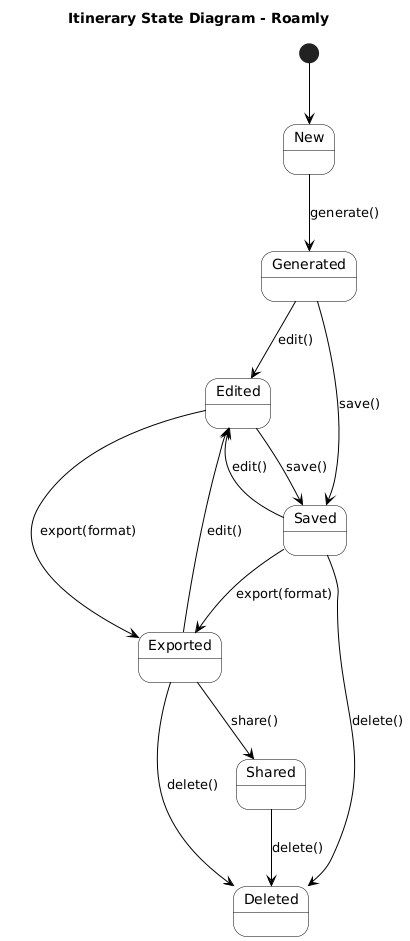 Itinerary State Diagram - Roamly
New
generate()
Generated
edit()
Edited
save()
edit()
save()
Saved
export(format)
edit()
export(format)
Exported
share()
delete()
Shared
delete()
delete()
Deleted